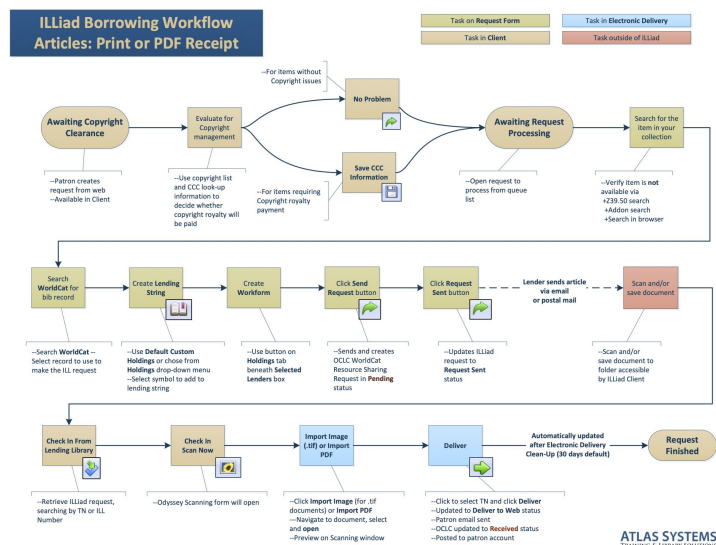 ILLiad Borrowing Workflow
Articles: Print or PDF Receipt
Task on Request Form
Task in Electronic Delivery
Task in Client
Task outside of ILLiad
Awaiting Copyright
Clearance
--Patron creates
request from web
--Available in Client
Evaluate for
Copyright
management
--Use copyright list
and CCC look-up
information to
decide whether
copyright royalty will
be paid
--For items without
Copyright issues
No Problem
--For items requiring
Copyright royalty
payment
Save CCC
Information
Awaiting Request
Processing
--Open request to
process from queue
list
Search for the
item in your
collection
--Verify item is not
available via
+Z39.50 search
+Addon search
+Search in browser
Search
WorldCat for
bib record
--Search WorldCat --
Select record to use to
make the ILL request
Create Lending
String
--Use Default Custom
Holdings or chose from
Holdings drop-down menu
--Select symbol to add to
lending string
Create
Workform
--Use button on
Holdings tab
beneath Selected
Lenders box
Click Send
Request button
--Sends and creates
OCLC WorldCat
Resource Sharing
Request in Pending
status
Click Request
Sent button
--Updates ILLiad
request to
Request Sent
status
Lender sends article
via email
or postal mail
Scan and/or
save document
--Scan and/or
save document to
folder accessible
by ILLiad Client
Check In From
Lending Library
--Retrieve ILLiad request,
searching by TN or ILL
Number
Check In
Scan Now
--Odyssey Scanning form will open
Import Image
(.tif) or Import
PDF
--Click Import Image (for .tif
documents) or Import PDF
---Navigate to document, select
and open
--Preview on Scanning window
Deliver
--Click to select TN and click Deliver
--Updated to Deliver to Web status
--Patron email sent
--OCLC updated to Received status
--Posted to patron account
Automatically updated
after Electronic Delivery
Clean-Up (30 days default)
Request
Finished
ATLAS SYSTEMS
TRAINING & LIBRARY SOLUTIONS